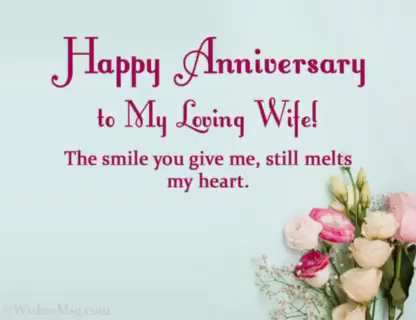 Happy Anniversary
to My Loving Wife!
The smile you give me, still melts
my heart.
©WishesMsg.com